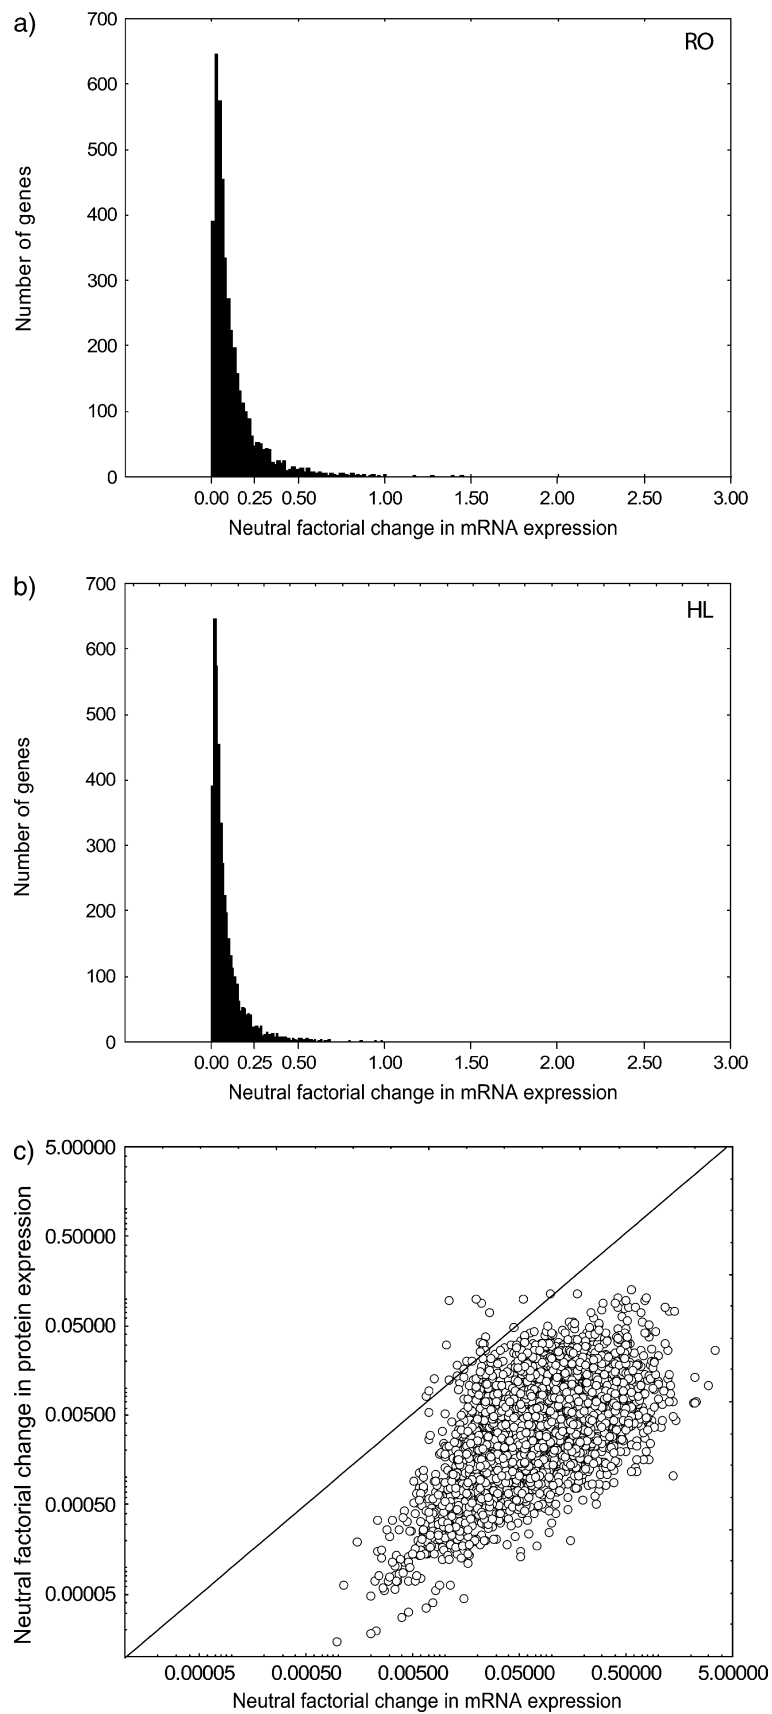 a)
RO
700
600
500
400
300
200
100
0
Number of genes
0.00 0.25 0.50 1.00 1.50 2.00 2.50 3.00
Neutral factorial change in mRNA expression
b)
HL
700
600
500
400
300
200
100
0
Number of genes
0.00 0.25 0.50 1.00 1.50 2.00 2.50 3.00
Neutral factorial change in mRNA expression
c)
5.00000
0.50000
0.05000
0.00500
0.00050
0.00005
Neutral factorial change in protein expression
0.00005 0.00050 0.00500 0.05000 0.50000 5.00000
Neutral factorial change in mRNA expression